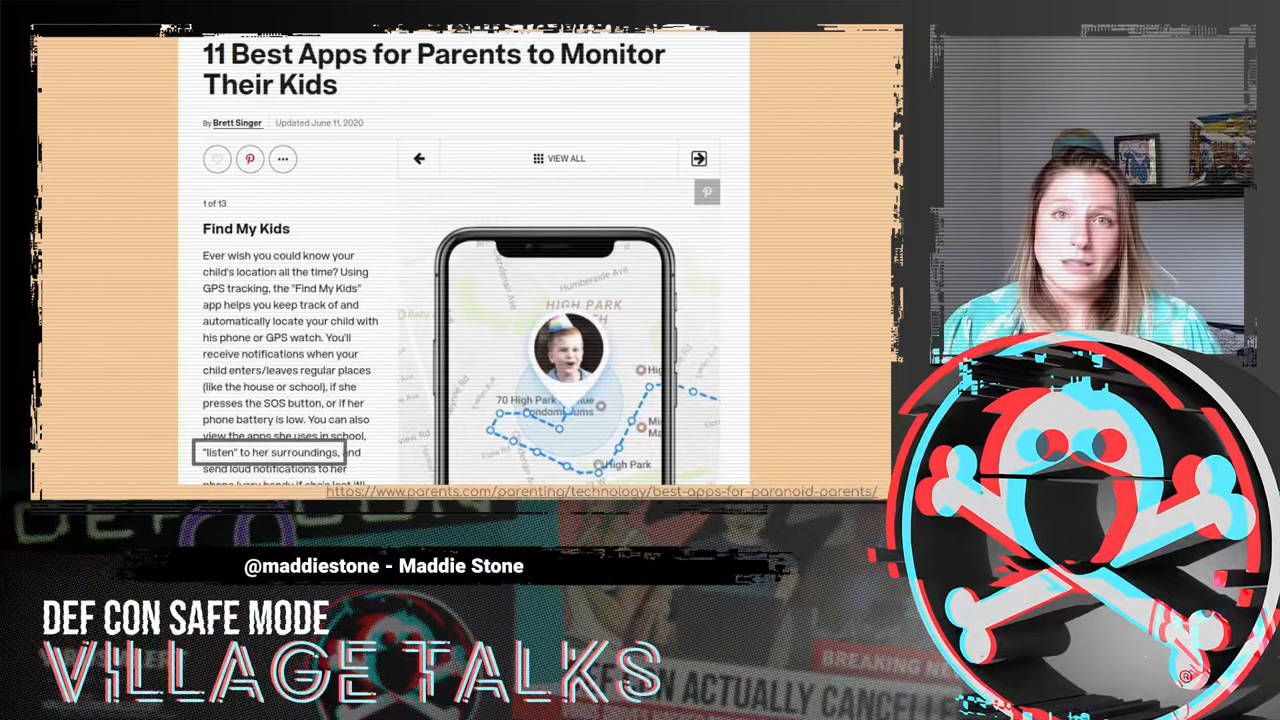 11 Best Apps for Parents to Monitor
Their Kids
By Brett Singer Updated June 11, 2020
VIEW ALL
1 of 13
Find My Kids
Ever wish you could know your
child's location all the time? Using
GPS tracking, the "Find My Kids"
app helps you keep track of and
automatically locate your child with
his phone or GPS watch. You'll
receive notifications when your
child enters/leaves regular places
(like the house or school), if she
presses the SOS button, or if her
phone battery is low. You can also
view the apps she uses in school,
"listen" to her surroundings, and
send loud notifications to her
Humberside Ave
HIGH PARK
70 High Park
High Park
https://www.parents.com/parenting/technology/best-apps-for-paranoid-parents/
@maddiestone - Maddie Stone
DEF CON SAFE MODE
VILLAGE TALKS
DEF CON
BREAKING
ACTUALLY
®